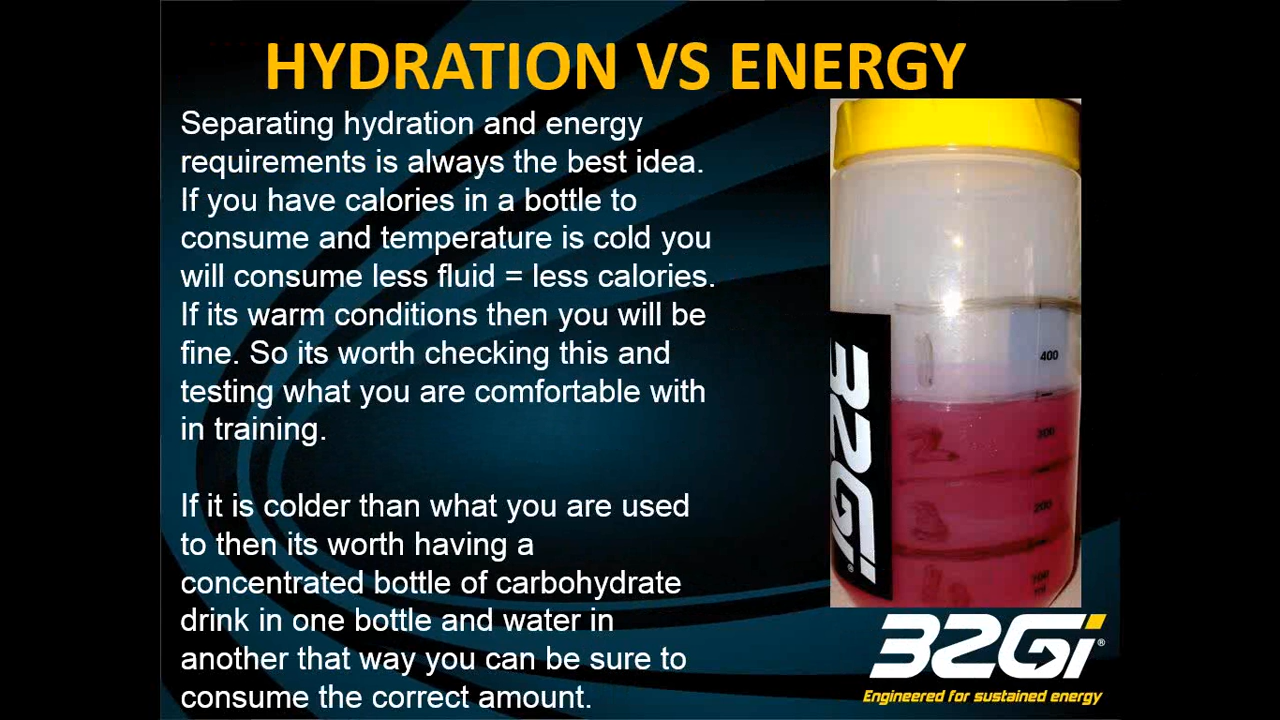 HYDRATION VS ENERGY
Separating hydration and energy
requirements is always the best idea.
If you have calories in a bottle to
consume and temperature is cold you
will consume less fluid = less calories.
If its warm conditions then you will be
fine. So its worth checking this and
testing what you are comfortable with
in training.
If it is colder than what you are used
to then its worth having a
concentrated bottle of carbohydrate
drink in one bottle and water in
another that way you can be sure to
consume the correct amount.
1
400
2
300
3
200
100
ml
32Gi®
32Gi®
Engineered for sustained energy